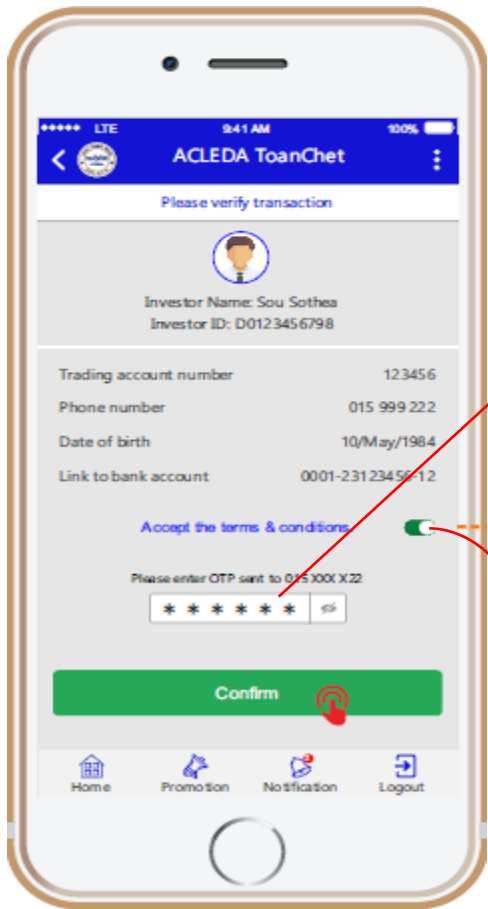 LTE 9:41 AM 100%
ACLEDA ToanChet
Please verify transaction
Investor Name: Sou Sothea
Investor ID: D0123456798
Trading account number 123456
Phone number 015 999 222
Date of birth 10/May/1984
Link to bank account 0001-23123456-12
Accept the terms & conditions
Please enter OTP sent to 015 XXX X22
* * * * * *
Confirm
Home Promotion Notification Logout